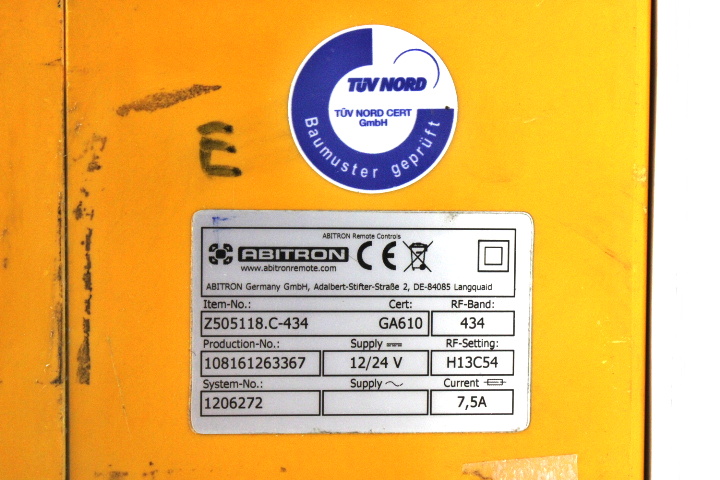 TÜV NORD
TÜV NORD CERT
GmbH
Baumuster geprüft
E
ABITRON Remote Controls
ABITRON CE
www.abitronremote.com
ABITRON Germany GmbH, Adalbert-Stifter-Straße 2, DE-84085 Langquaid
Item-No.: Cert: RF-Band:
Z505118.C-434 GA610 434
Production-No.: Supply RF-Setting:
108161263367 12/24 V H13C54
System-No.: Supply Current
1206272 7,5A